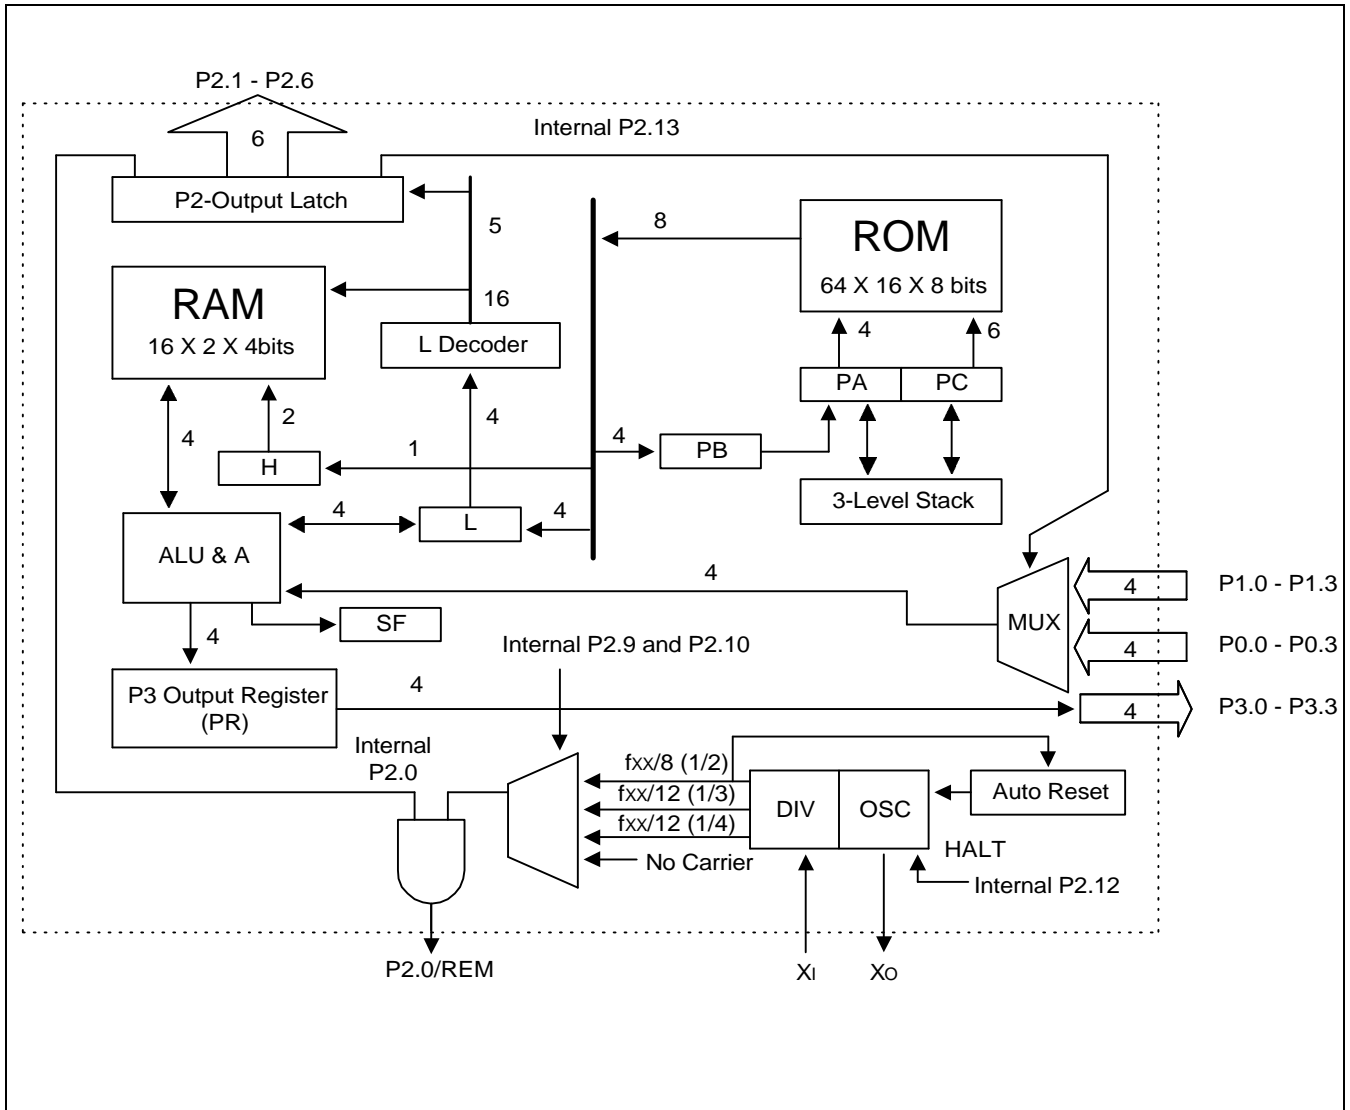 P2.1 - P2.6
6
Internal P2.13
P2-Output Latch
5
8
ROM
64 X 16 X 8 bits
RAM
16 X 2 X 4bits
16
L Decoder
4
6
PA
PC
2
4
4
1
4
PB
H
3-Level Stack
4
L
4
ALU & A
4
MUX
4
P1.0 - P1.3
4
SF
4
P0.0 - P0.3
Internal P2.9 and P2.10
P3 Output Register
(PR)
4
4
P3.0 - P3.3
Internal
P2.0
fxx/8 (1/2)
fxx/12 (1/3)
fxx/12 (1/4)
No Carrier
DIV
OSC
Auto Reset
HALT
Internal P2.12
P2.0/REM
XI
XO